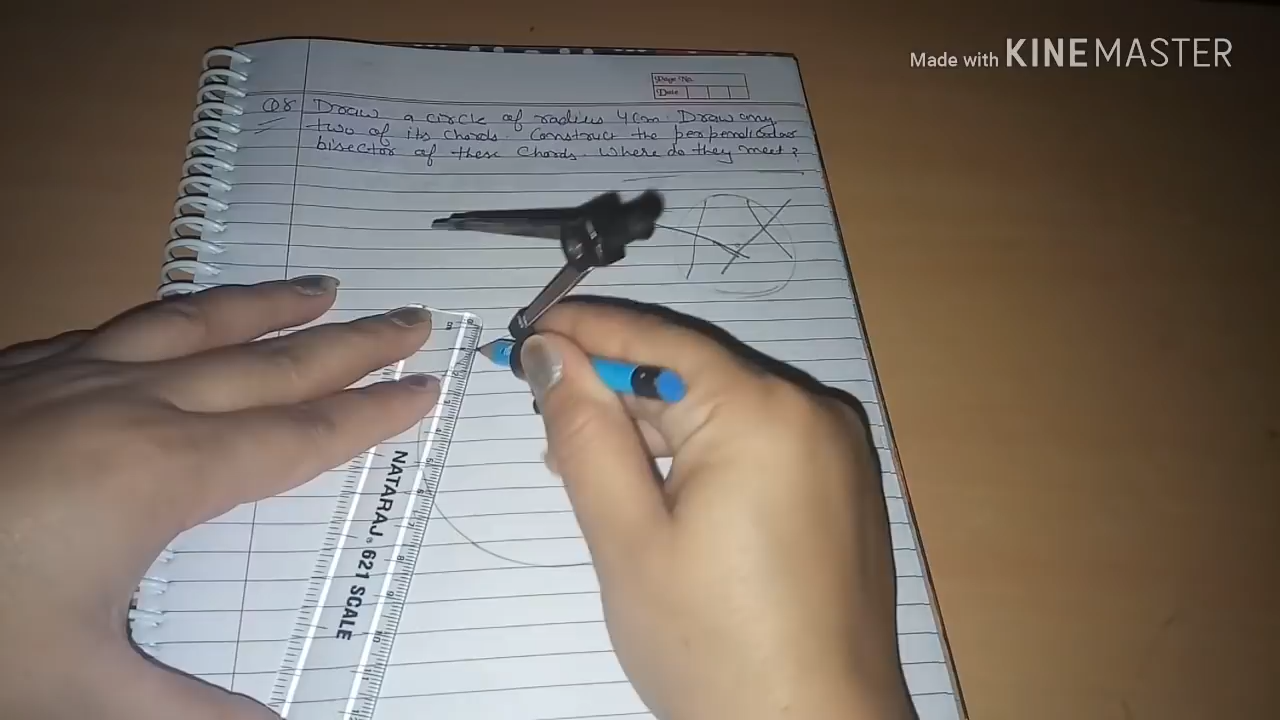 Made with KINEMASTER
Page No.
Date
Q8 Draw a circle of radius 4cm. Draw any
two of its chords. Construct the perpendicular
bisector of these chords. Where do they meet?
cm
NATARAJ 621 SCALE